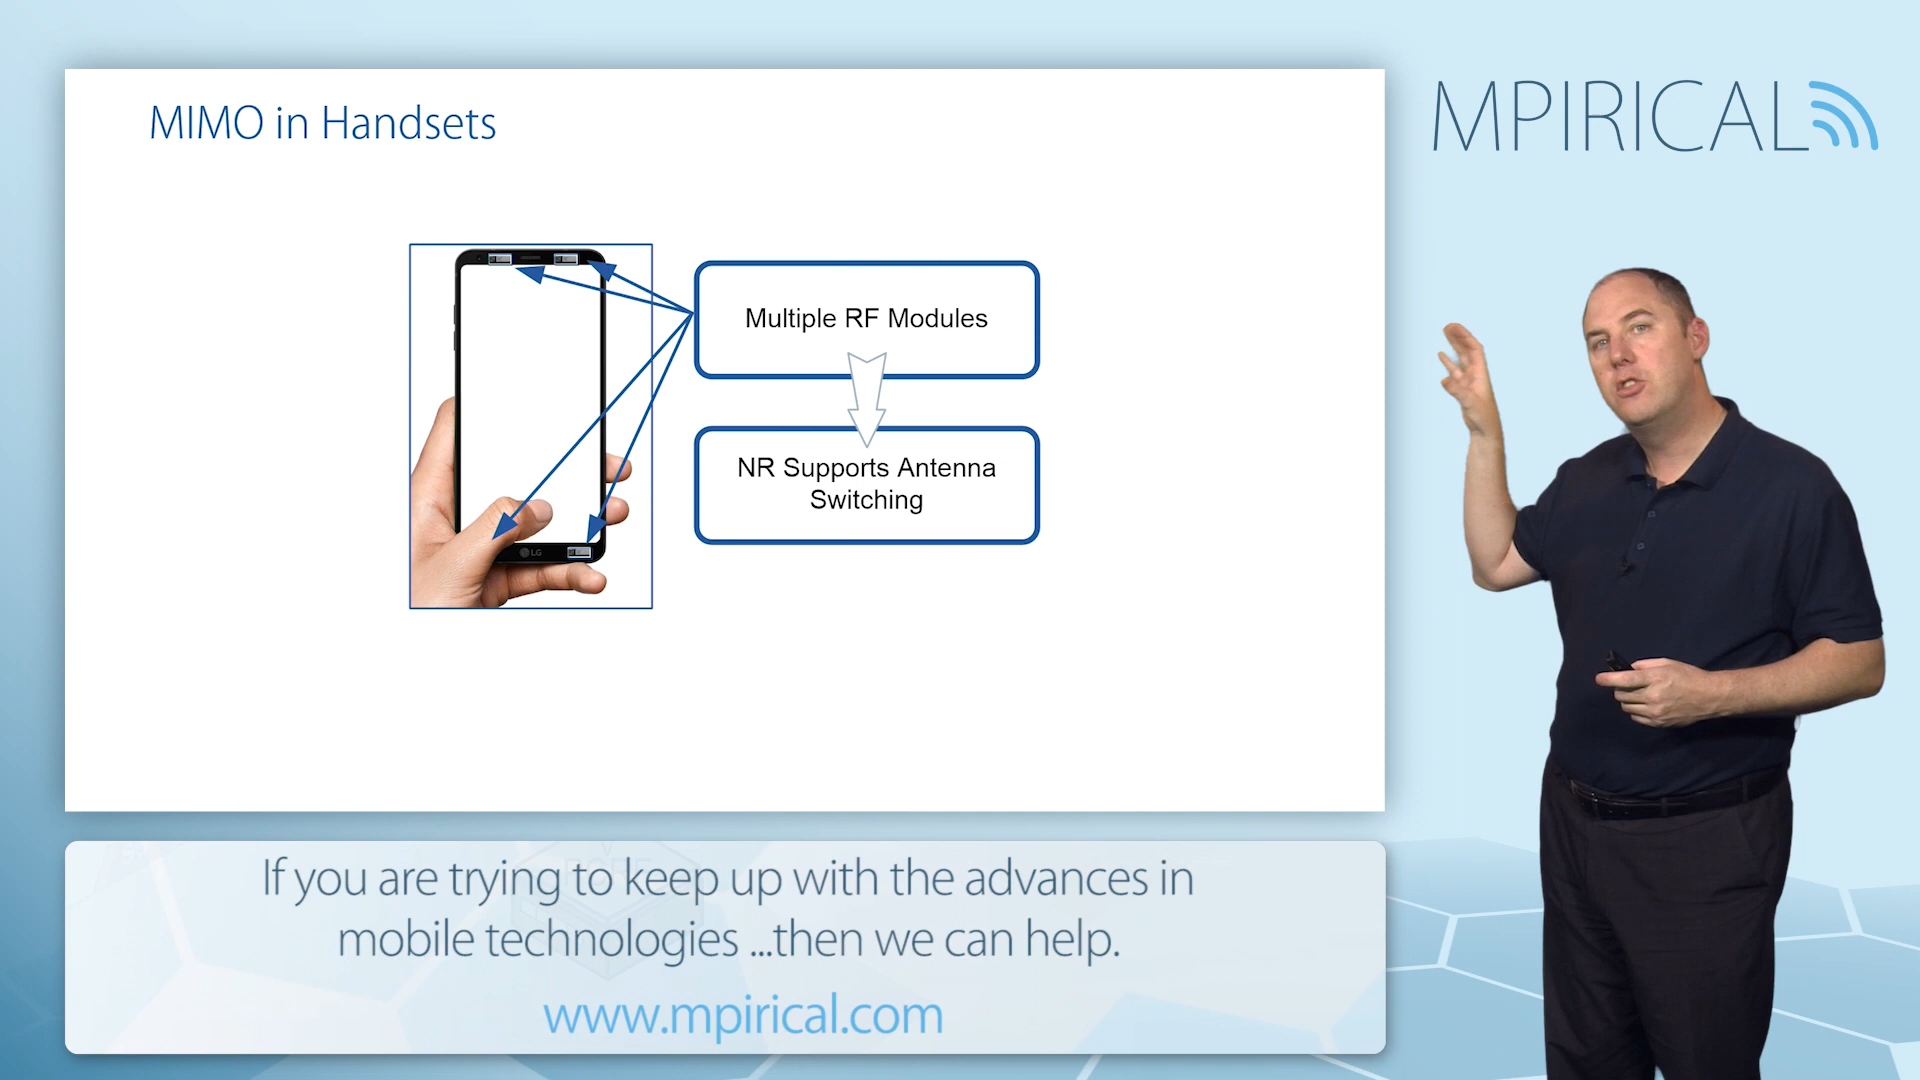 MIMO in Handsets
MPIRICAL
Multiple RF Modules
NR Supports Antenna
Switching
LG
If you are trying to keep up with the advances in
mobile technologies ...then we can help.
www.mpirical.com